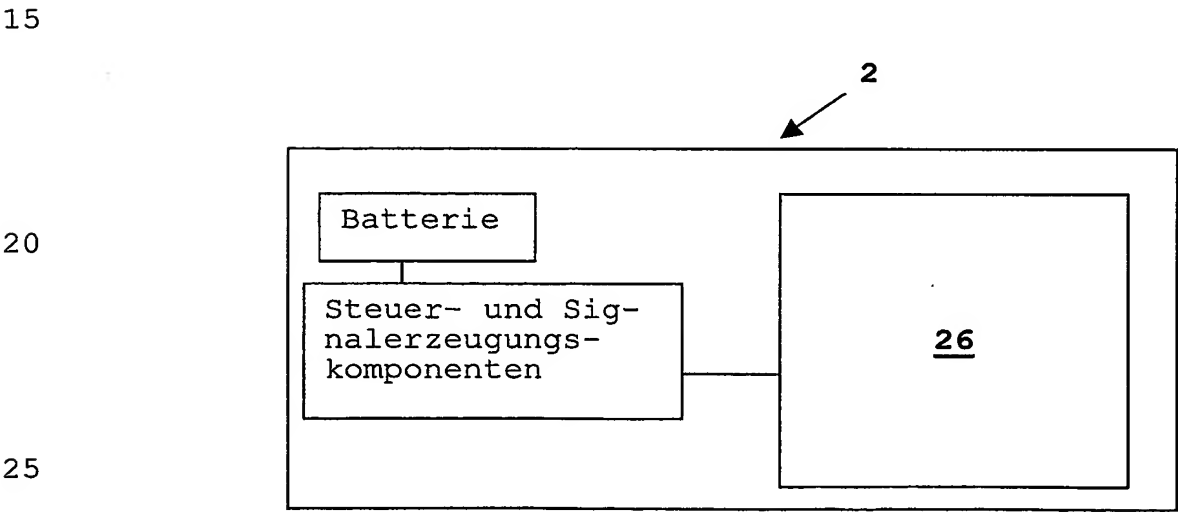 15
2
Batterie
20
Steuer- und Sig-
nalerzeugungs-
komponenten
26
25